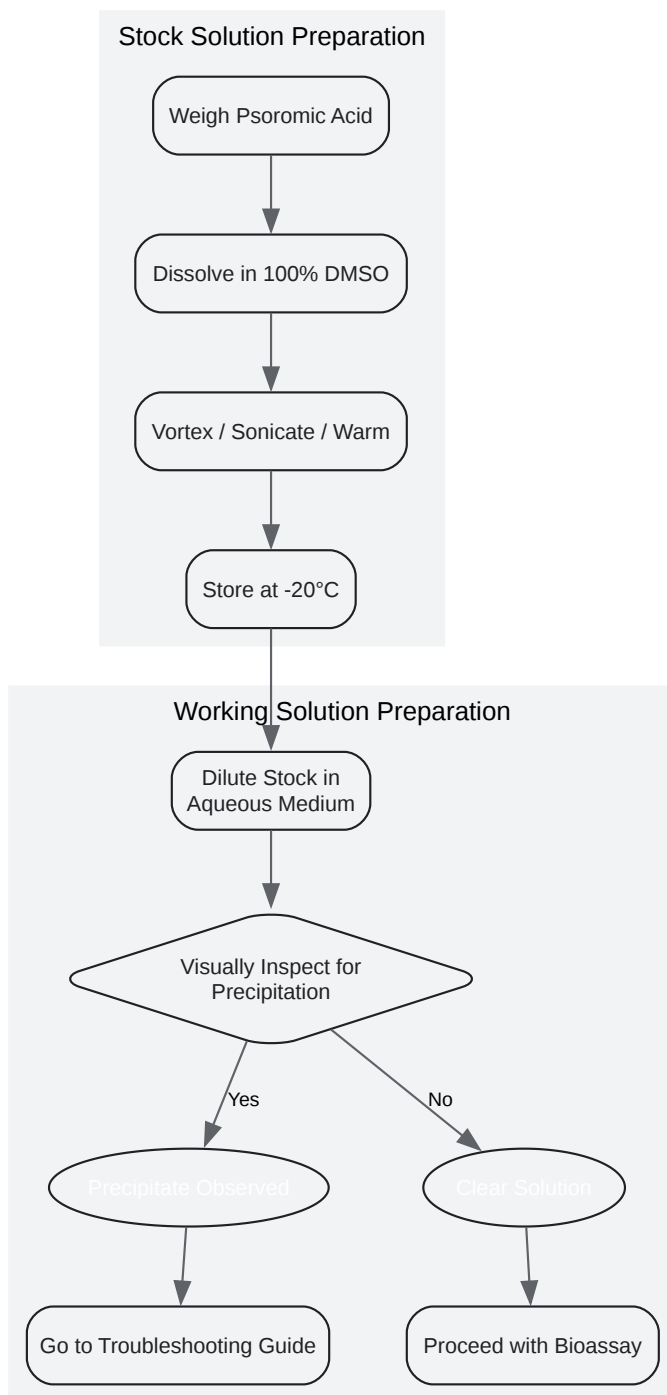 Stock Solution Preparation
Weigh Psoromic Acid
Dissolve in 100% DMSO
Vortex / Sonicate / Warm
Store at -20°C
Working Solution Preparation
Dilute Stock in
Aqueous Medium
Visually Inspect for
Precipitation
Yes
No
Precipitate Observed
Clear Solution
Go to Troubleshooting Guide
Proceed with Bioassay